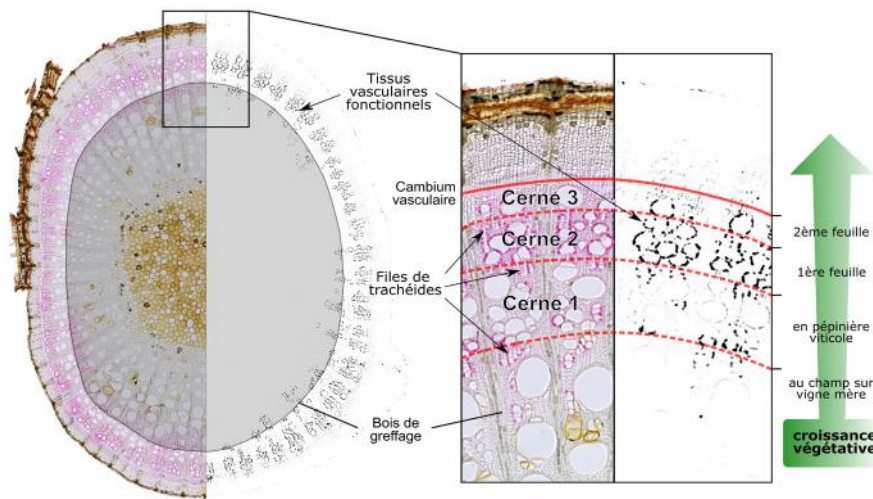 Tissus
vasculaires
fonctionnels
Cambium
vasculaire
Files de
trachéides
Bois de
greffage
Cerne 3
Cerne 2
Cerne 1
2ème feuille
1ère feuille
en pépinière
viticole
au champ sur
vigne mère
croissance
végétative